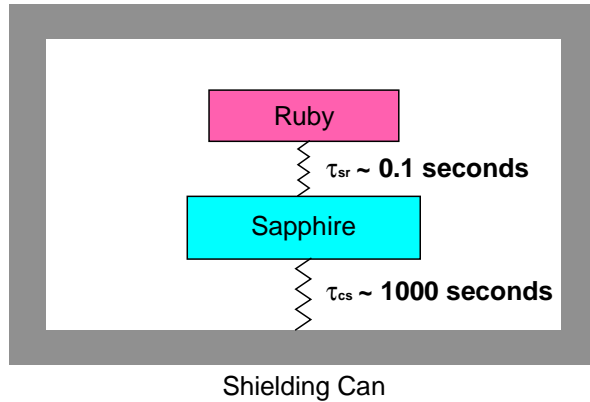 Ruby
τsr ~ 0.1 seconds
Sapphire
τcs ~ 1000 seconds
Shielding Can